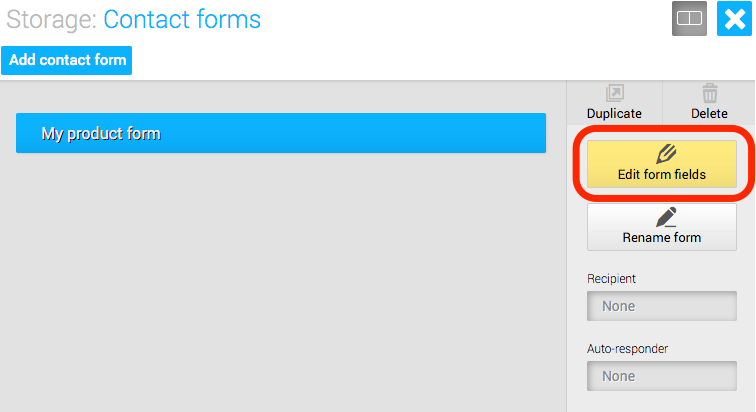 Storage: Contact forms
Add contact form
My product form
Duplicate
Delete
Edit form fields
Rename form
Recipient
None
Auto-responder
None